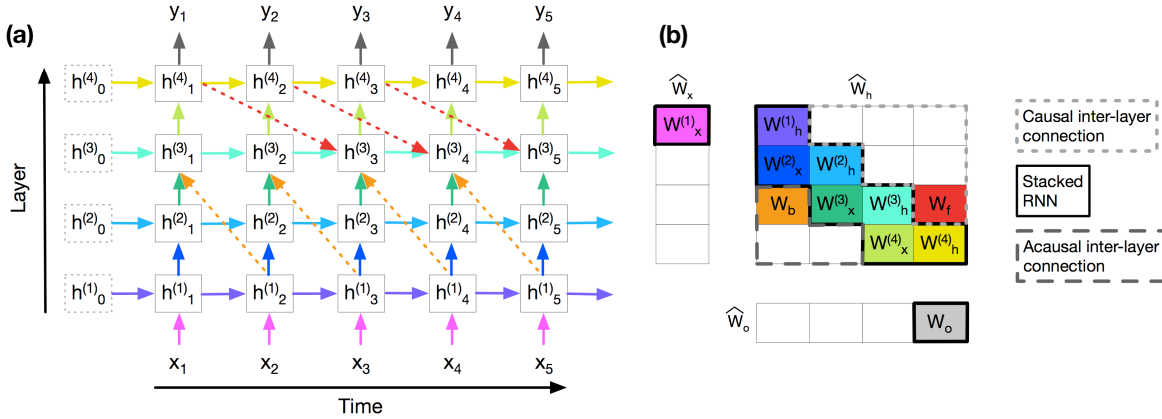 (a)
y1 y2 y3 y4 y5
h(4)0 h(4)1 h(4)2 h(4)3 h(4)4 h(4)5
h(3)0 h(3)1 h(3)2 h(3)3 h(3)4 h(3)5
h(2)0 h(2)1 h(2)2 h(2)3 h(2)4 h(2)5
h(1)0 h(1)1 h(1)2 h(1)3 h(1)4 h(1)5
x1 x2 x3 x4 x5
Layer
Time
(b)
Ŵx Ŵh
W(1)x W(1)h
W(2)x W(2)h
Wb W(3)x W(3)h Wf
W(4)x W(4)h
Ŵo Wo
Causal inter-layer
connection
Stacked
RNN
Acausal inter-layer
connection